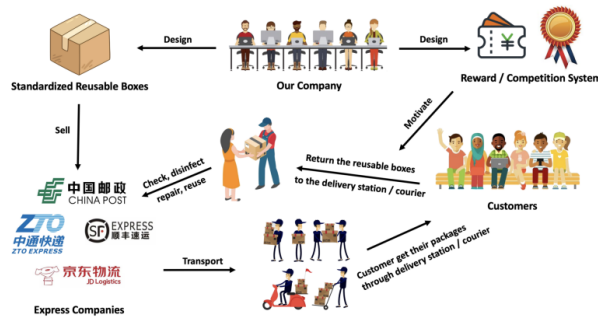 Design
Design
¥
Standardized Reusable Boxes
Our Company
Reward / Competition System
Sell
Motivate
中国邮政
CHINA POST
Check, disinfect
repair, reuse
Return the reusable boxes
to the delivery station / courier
Customers
ZTO
中通快递
ZTO EXPRESS
SF EXPRESS
顺丰速运
京东物流
JD Logistics
Transport
Customer get their packages
through delivery station / courier
Express Companies